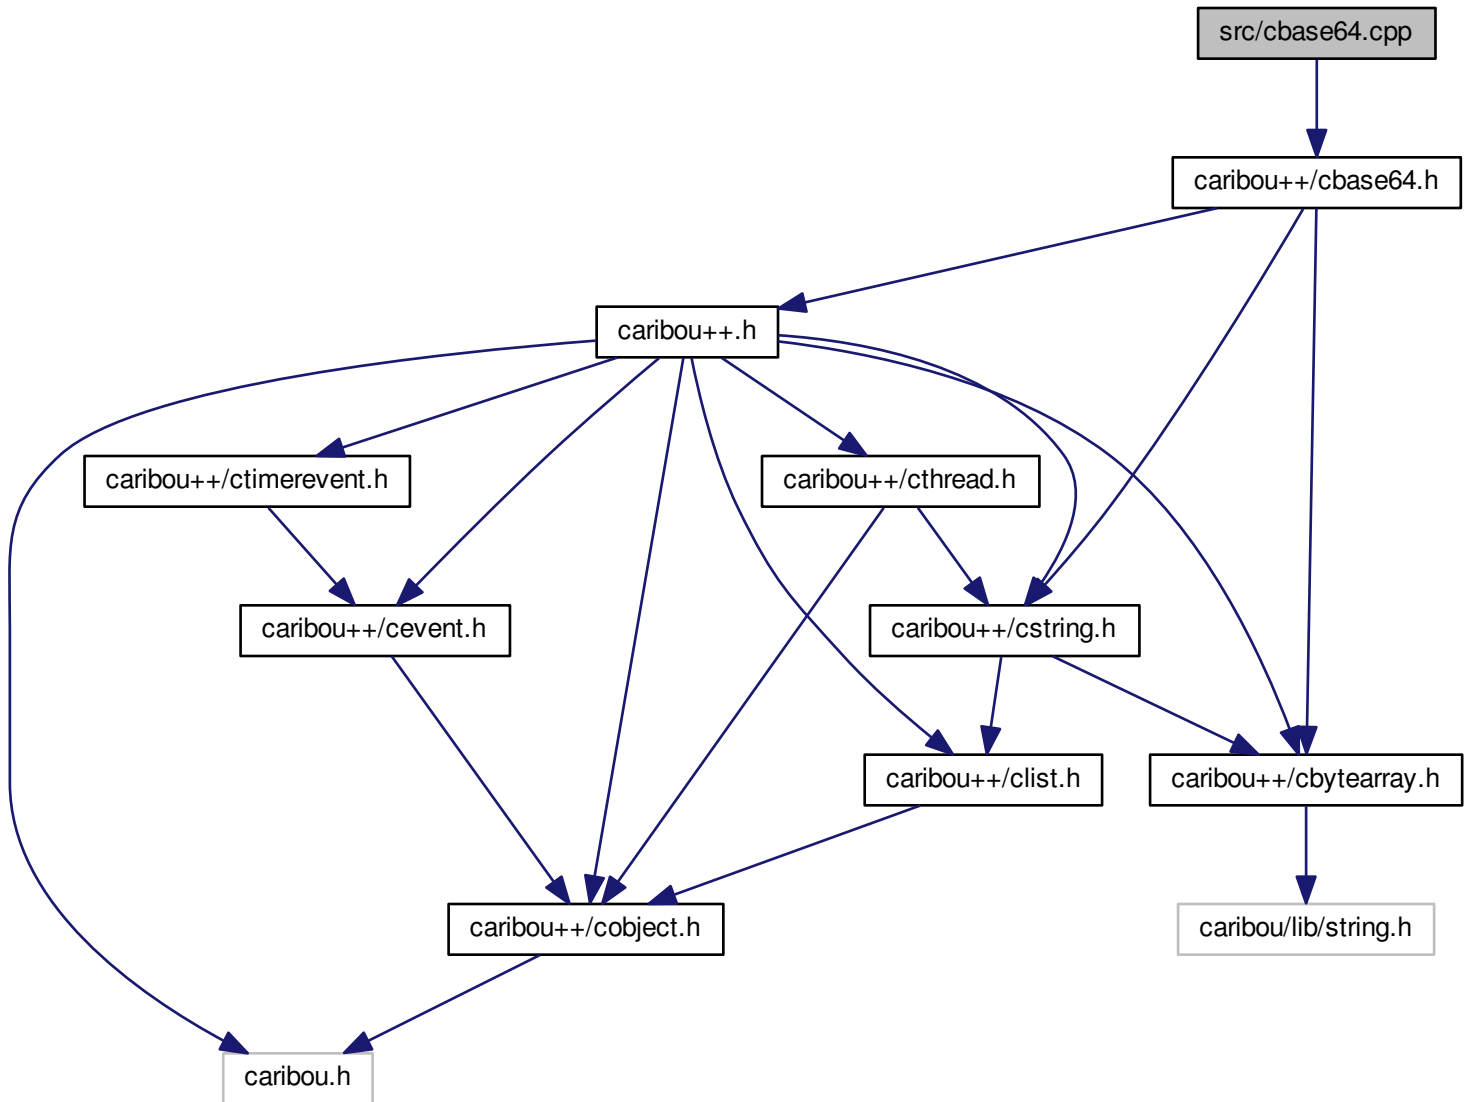 src/cbase64.cpp
caribou++/cbase64.h
caribou++.h
caribou++/ctimerevent.h
caribou++/cthread.h
caribou++/cevent.h
caribou++/cstring.h
caribou++/clist.h
caribou++/cbytearray.h
caribou++/cobject.h
caribou/lib/string.h
caribou.h